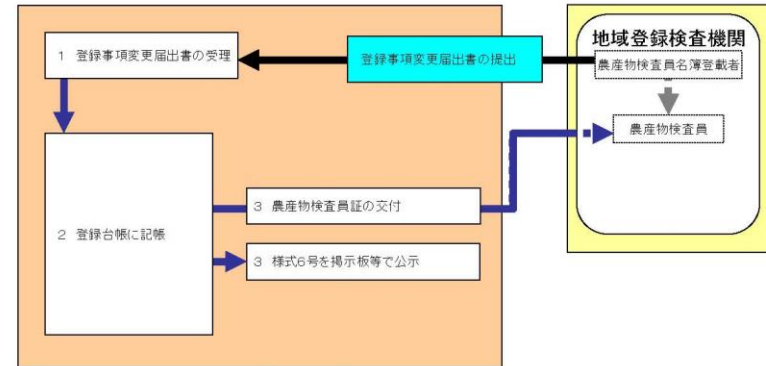 地域登録検査機関
農産物検査員名簿登載者
農産物検査員
登録事項変更届出書の提出
1 登録事項変更届出書の受理
2 登録台帳に記帳
3 農産物検査員証の交付
3 様式6号を掲示板等で公示